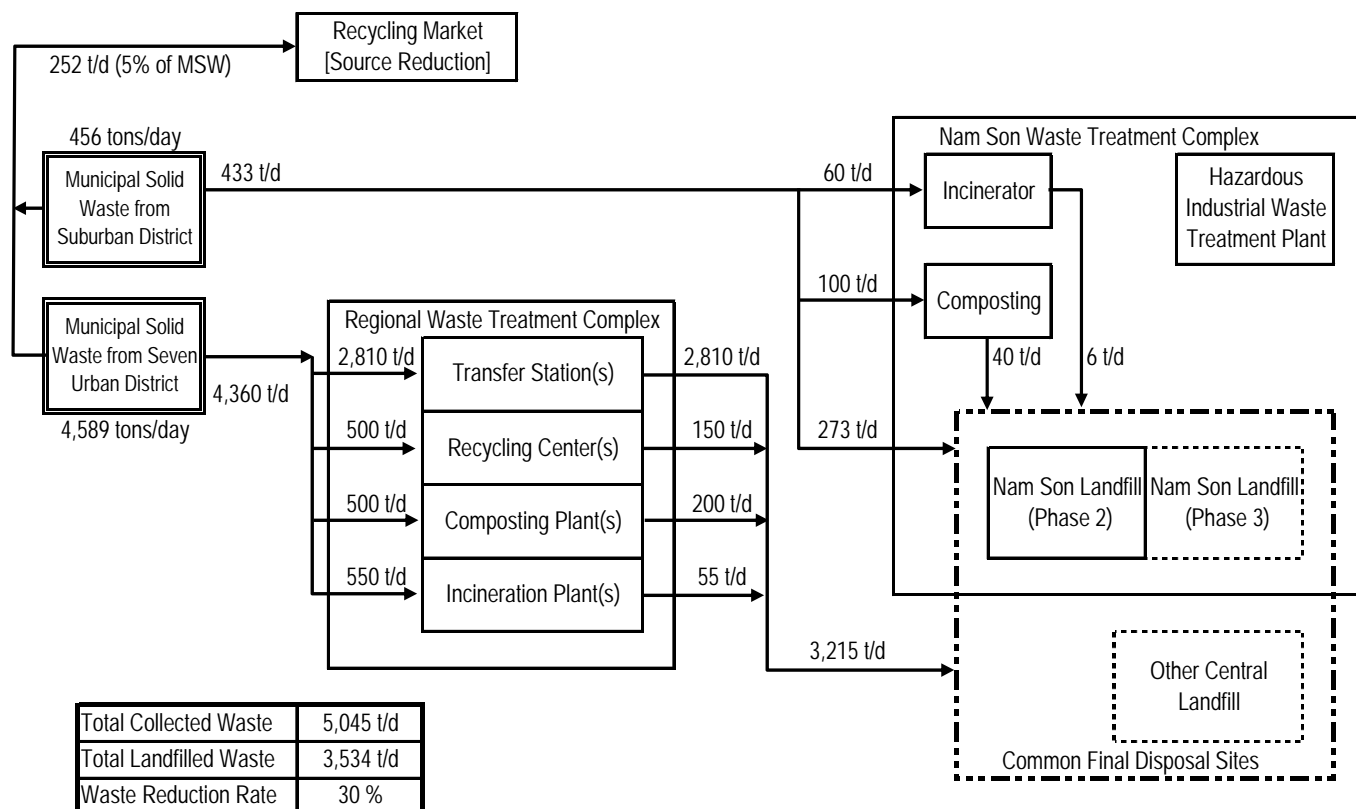 Recycling Market
[Source Reduction]
252 t/d (5% of MSW)
456 tons/day
Municipal Solid
Waste from
Suburban District
433 t/d
Municipal Solid
Waste from Seven
Urban District
4,360 t/d
4,589 tons/day
Regional Waste Treatment Complex
2,810 t/d
Transfer Station(s)
2,810 t/d
500 t/d
Recycling Center(s)
150 t/d
500 t/d
Composting Plant(s)
200 t/d
550 t/d
Incineration Plant(s)
55 t/d
3,215 t/d
Nam Son Waste Treatment Complex
60 t/d
Incinerator
Hazardous
Industrial Waste
Treatment Plant
100 t/d
Composting
40 t/d
6 t/d
273 t/d
Nam Son Landfill
(Phase 2)
Nam Son Landfill
(Phase 3)
Other Central
Landfill
Common Final Disposal Sites
Total Collected Waste 5,045 t/d
Total Landfilled Waste 3,534 t/d
Waste Reduction Rate 30 %